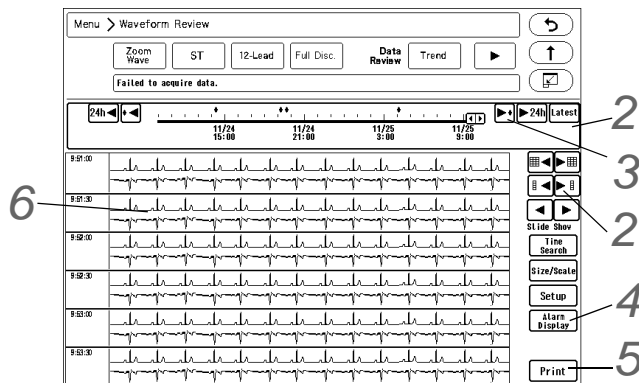 Menu > Waveform Review
Zoom Wave
ST
12-Lead
Full Disc.
Data Review
Trend
Failed to acquire data.
24h
24h
Latest
11/24 15:00
11/24 21:00
11/25 3:00
11/25 9:00
2
3
9:51:00
9:51:30
9:52:00
9:52:30
9:53:00
9:53:30
6
2
Slide Show
Time Search
Size/Scale
Setup
Alarm Display
4
Print
5